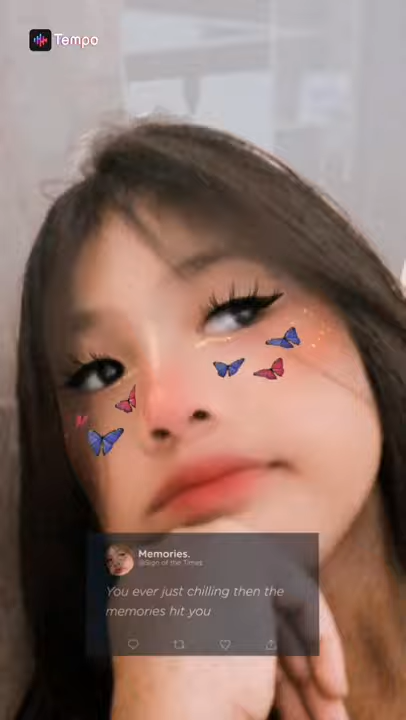 Tempo
Memories.
@Sign of the Times
You ever just chilling then the
memories hit you